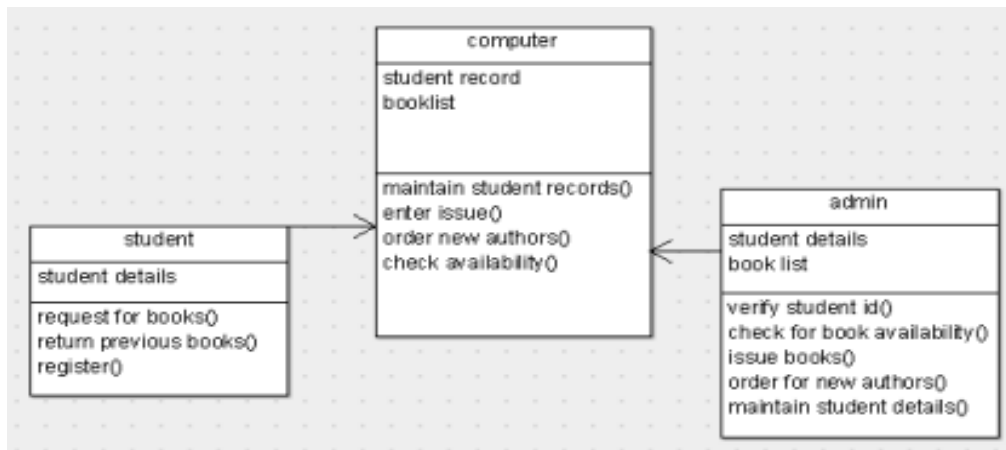 computer
student record
booklist
maintain student records()
enter issue()
order new authors()
check availability()
student
student details
request for books()
return previous books()
register()
admin
student details
book list
verify student id()
check for book availability()
issue books()
order for new authors()
maintain student details()